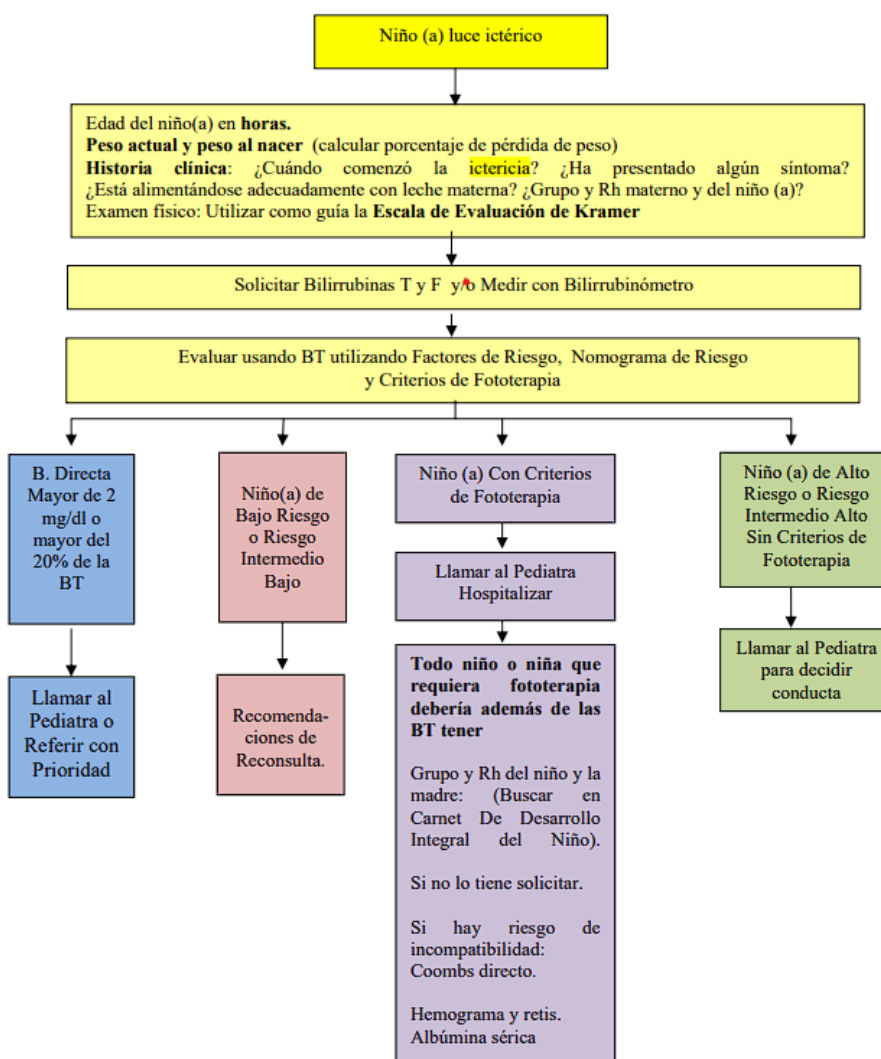 Niño (a) luce ictérico
Edad del niño(a) en horas.
Peso actual y peso al nacer (calcular porcentaje de pérdida de peso)
Historia clínica: ¿Cuándo comenzó la ictericia? ¿Ha presentado algún síntoma?
¿Está alimentándose adecuadamente con leche materna? ¿Grupo y Rh materno y del niño (a)?
Examen físico: Utilizar como guía la Escala de Evaluación de Kramer
Solicitar Bilirrubinas T y F y/o Medir con Bilirrubinómetro
Evaluar usando BT utilizando Factores de Riesgo, Nomograma de Riesgo
y Criterios de Fototerapia
B. Directa
Mayor de 2
mg/dl o
mayor del
20% de la
BT
Llamar al
Pediatra o
Referir con
Prioridad
Niño(a) de
Bajo Riesgo
o Riesgo
Intermedio
Bajo
Recomenda-
ciones de
Reconsulta.
Niño (a) Con Criterios
de Fototerapia
Llamar al Pediatra
Hospitalizar
Todo niño o niña que
requiera fototerapia
debería además de las
BT tener
Grupo y Rh del niño y la
madre: (Buscar en
Carnet De Desarrollo
Integral del Niño).
Si no lo tiene solicitar.
Si hay riesgo de
incompatibilidad:
Coombs directo.
Hemograma y retis.
Albúmina sérica
Niño (a) de Alto
Riesgo o Riesgo
Intermedio Alto
Sin Criterios de
Fototerapia
Llamar al Pediatra
para decidir
conducta